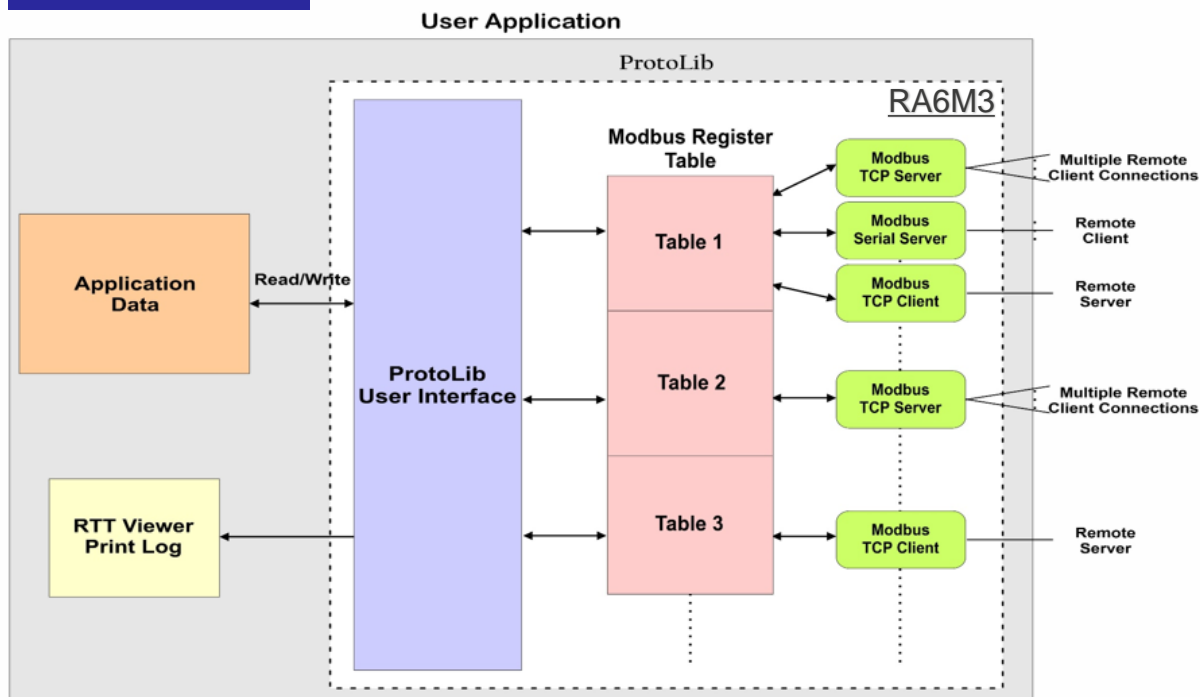 User Application
ProtoLib
RA6M3
Modbus Register
Table
Modbus
TCP Server
Multiple Remote
Client Connections
Table 1
Modbus
Serial Server
Remote
Client
Modbus
TCP Client
Remote
Server
Application
Data
Read/Write
ProtoLib
User Interface
Table 2
Modbus
TCP Server
Multiple Remote
Client Connections
RTT Viewer
Print Log
Table 3
Modbus
TCP Client
Remote
Server